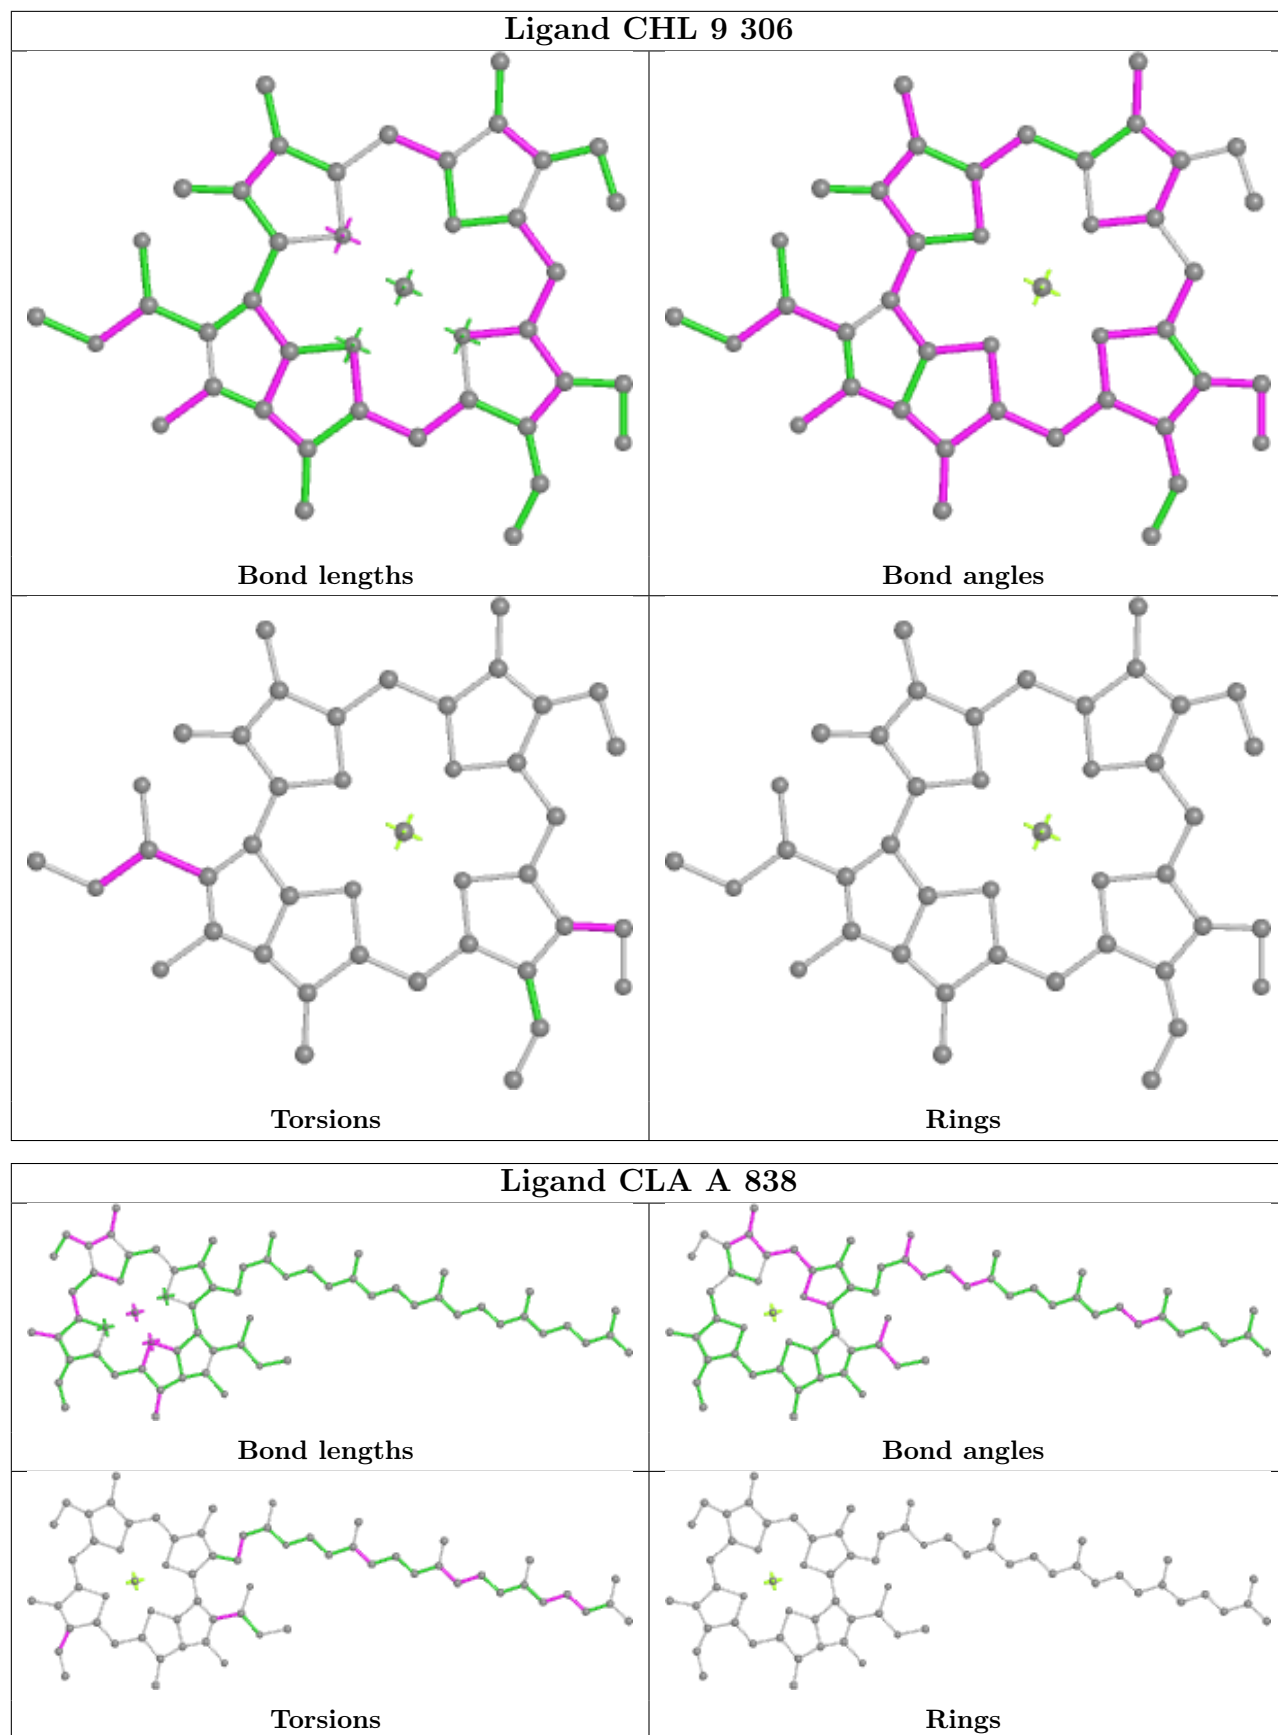 Ligand CHL 9 306
Bond lengths
Bond angles
Torsions
Rings
Ligand CLA A 838
Bond lengths
Bond angles
Torsions
Rings